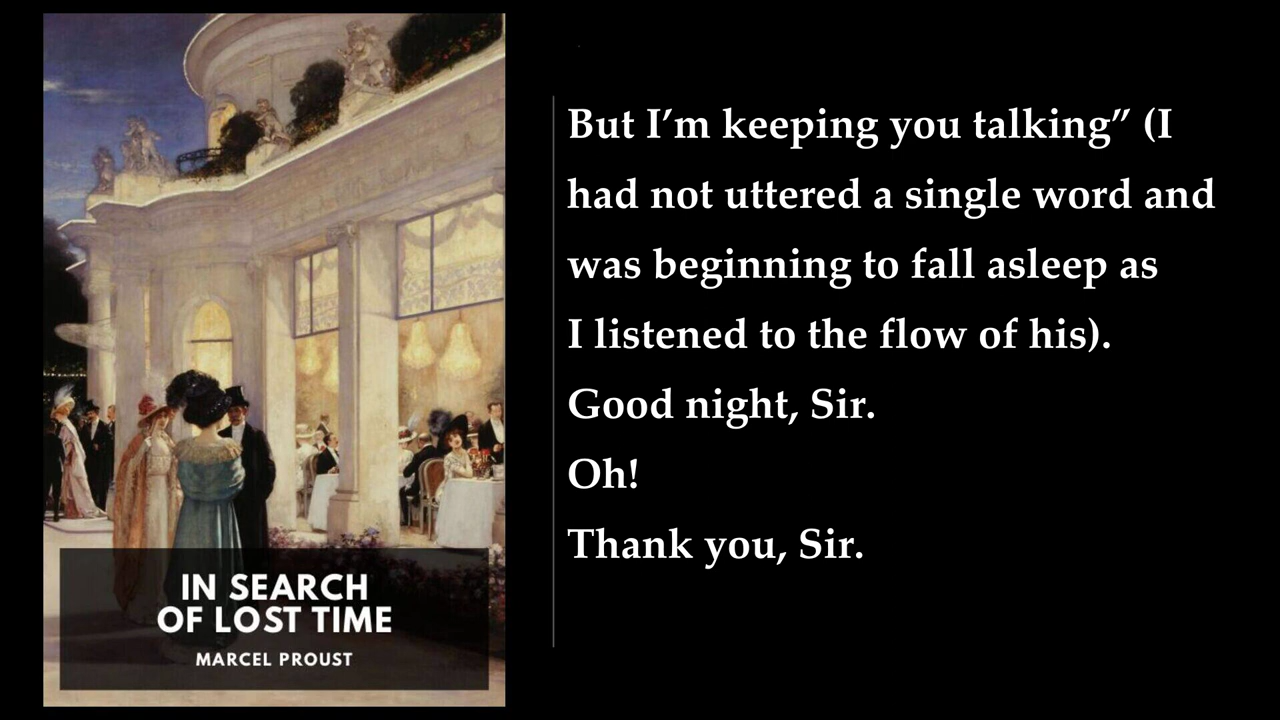 But I’m keeping you talking” (I
had not uttered a single word and
was beginning to fall asleep as
I listened to the flow of his).
Good night, Sir.
Oh!
Thank you, Sir.
IN SEARCH
OF LOST TIME
MARCEL PROUST